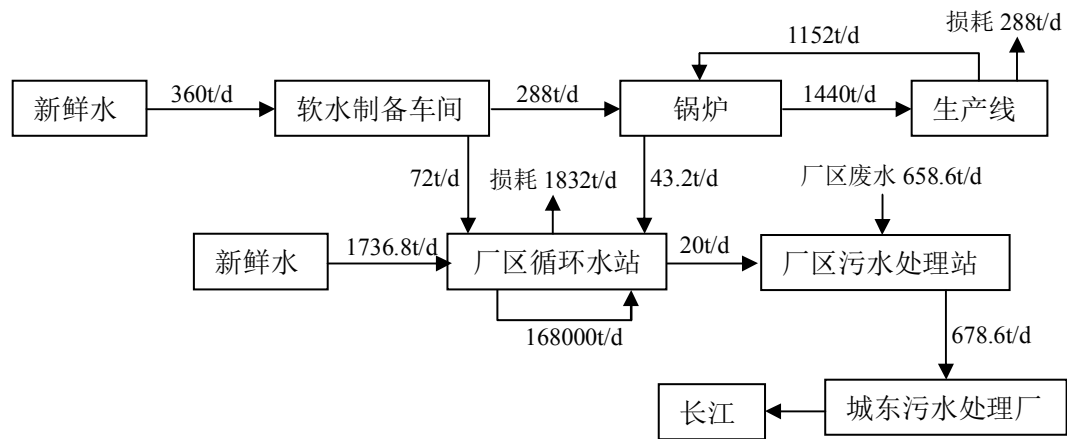 1152t/d
损耗 288t/d
新鲜水
360t/d
软水制备车间
288t/d
锅炉
1440t/d
生产线
72t/d
损耗 1832t/d
43.2t/d
厂区废水 658.6t/d
新鲜水
1736.8t/d
厂区循环水站
20t/d
厂区污水处理站
168000t/d
678.6t/d
长江
城东污水处理厂